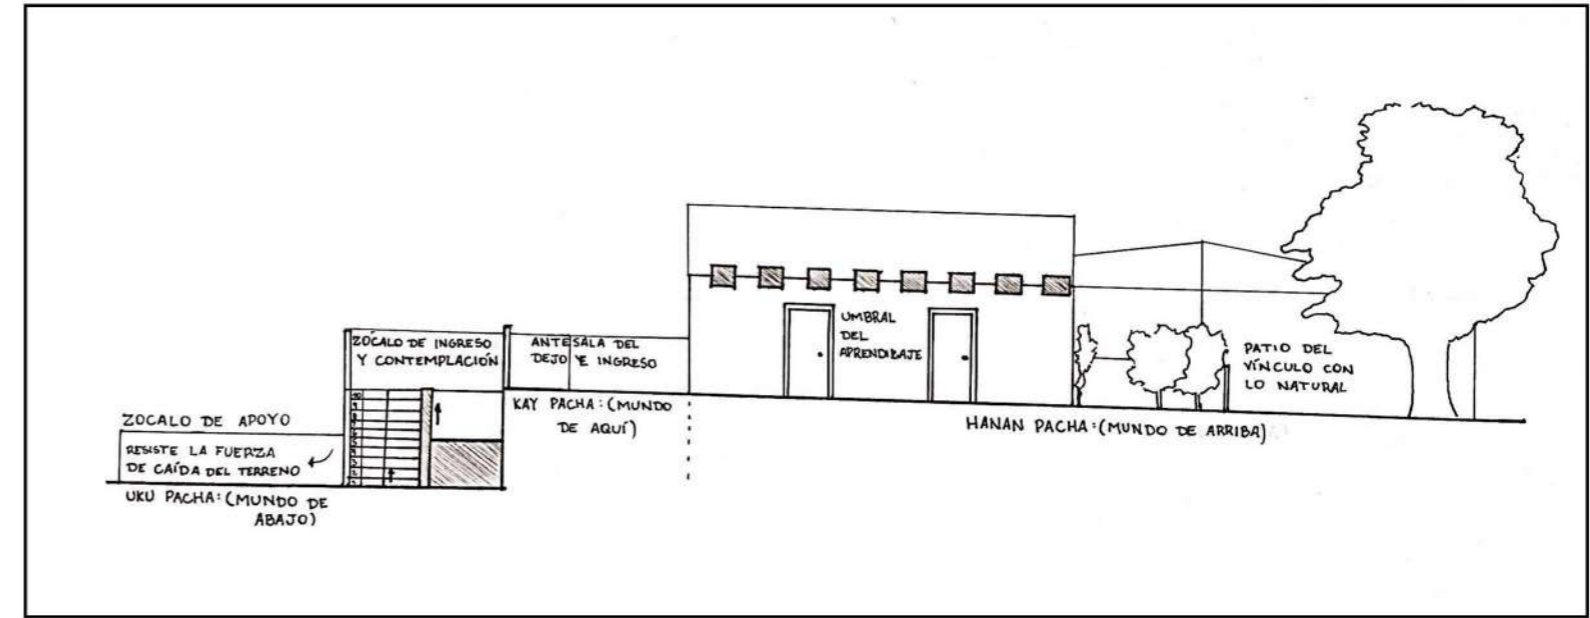 ZÓCALO DE INGRESO
Y CONTEMPLACIÓN
ANTESALA DEL
DEJO E INGRESO
UMBRAL
DEL
APRENDIBAJE
PATIO DEL
VÍNCULO CON
LO NATURAL
ZOCALO DE APOYO
RESISTE LA FUERZA
DE CAÍDA DEL TERRENO
KAY PACHA: (MUNDO
DE AQUÍ)
HANAN PACHA: (MUNDO DE ARRIBA)
UKU PACHA: (MUNDO DE
ABAJO)